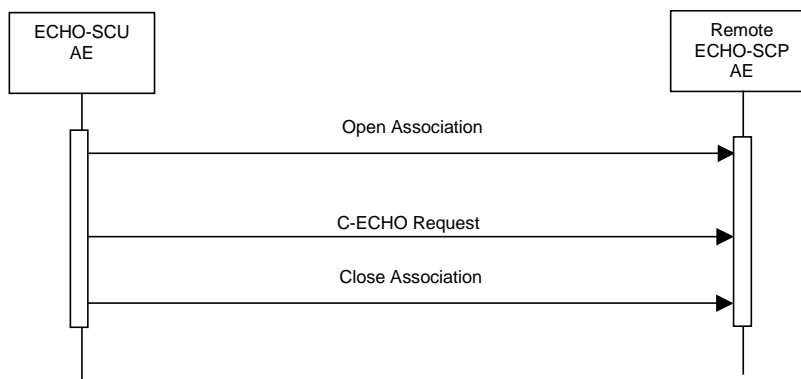 ECHO-SCU
AE
Remote
ECHO-SCP
AE
Open Association
C-ECHO Request
Close Association